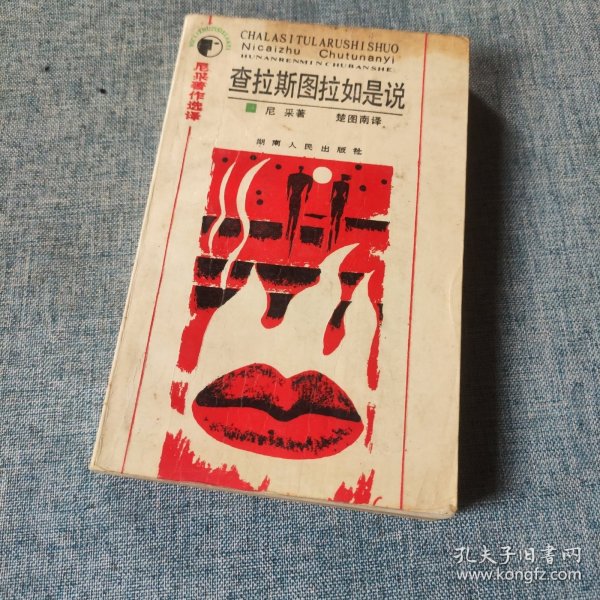 CHALASITULARUSHISHUO
Nicaizhu Chutunanyi
HUNANRENMINCHUBANSHE
查拉斯图拉如是说
尼采著 楚图南译
湖南人民出版社
尼采著作选译
孔夫子旧书网
www.kongfz.com